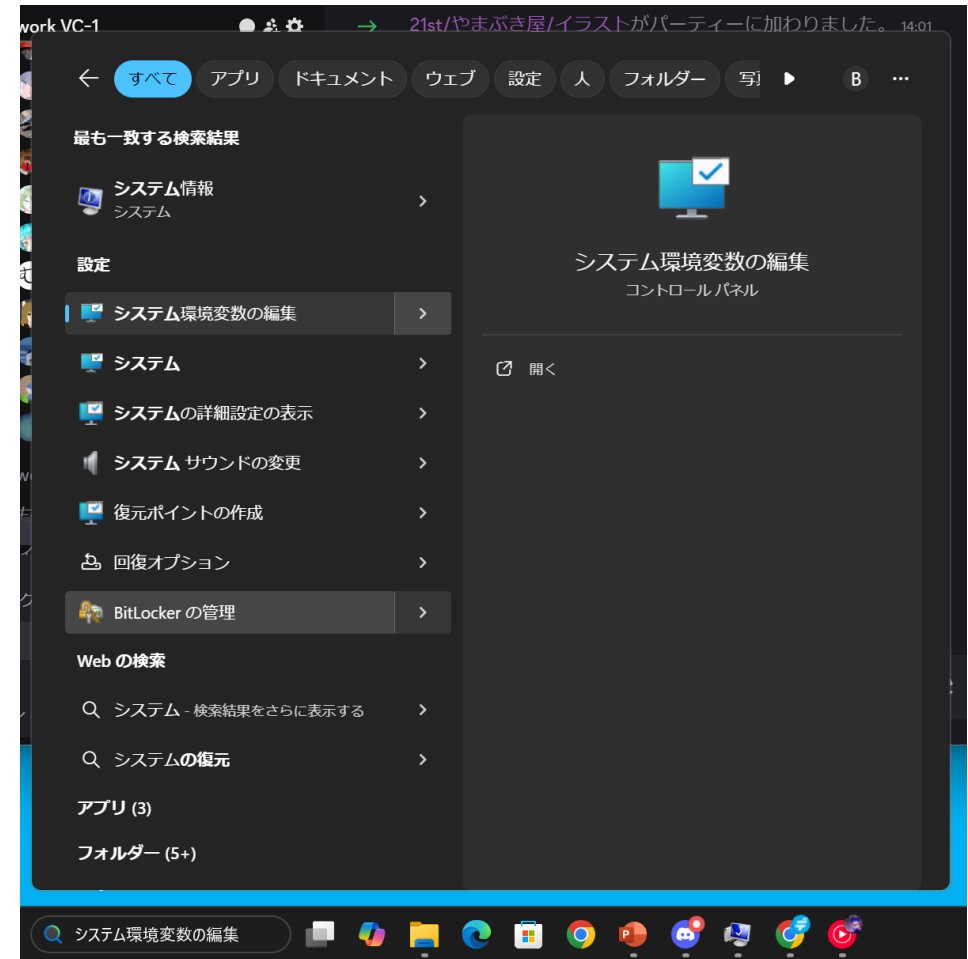 work VC-1
21st/やまぶき屋/イラストがパーティーに加わりました。 14:01
すべて アプリ ドキュメント ウェブ 設定 人 フォルダー B
最も一致する検索結果
システム情報
システム
設定
システム環境変数の編集
システム
システムの詳細設定の表示
システム サウンドの変更
復元ポイントの作成
回復オプション
BitLocker の管理
Web の検索
システム - 検索結果をさらに表示する
システムの復元
アプリ (3)
フォルダー (5+)
システム環境変数の編集
コントロール パネル
開く
システム環境変数の編集